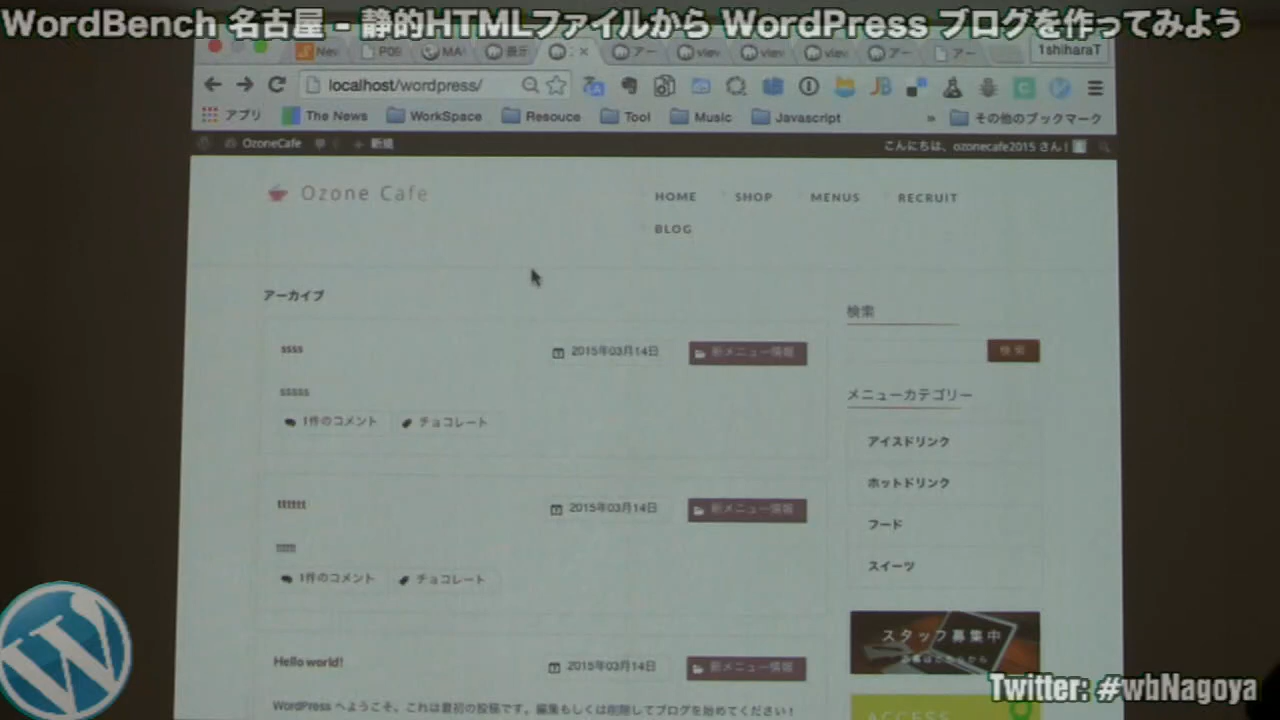 WordBench 名古屋 - 静的HTMLファイルから WordPress ブログを作ってみよう
1shiharaT
localhost/wordpress/
アプリ The News WorkSpace Resouce Tool Music Javascript » その他のブックマーク
OzoneCafe + 新規 こんにちは、ozonecafe2015 さん!
Ozone Cafe
HOME SHOP MENUS RECRUIT
BLOG
アーカイブ
検索
ssss 2015年03月14日 新メニュー情報
検索
sssss
メニューカテゴリー
1件のコメント チョコレート
アイスドリンク
ホットドリンク
2015年03月14日 新メニュー情報
フード
スイーツ
1件のコメント チョコレート
スタッフ募集中
Hello world! 2015年03月14日 新メニュー情報
Twitter: #wbNagoya
WordPress へようこそ。これは最初の投稿です。編集もしくは削除してブログを始めてください !
ACCESS